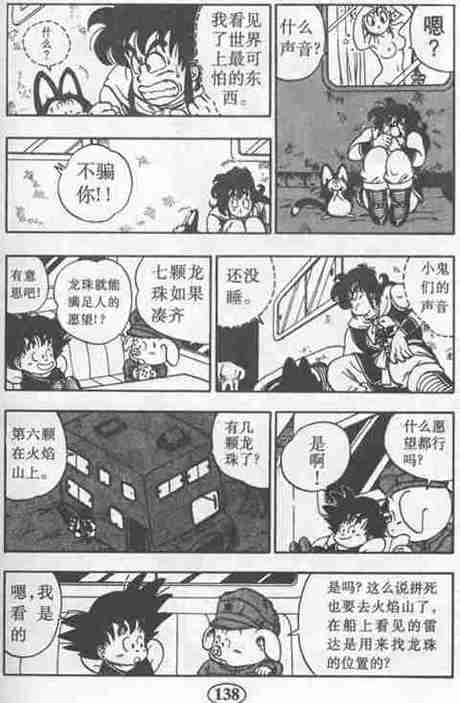 嗯?
什么
声音?
我看见
了世界
上最可
怕的东
西。
什么?
不骗
你!!
小鬼
们的
声音
还没
睡。
七颗龙
珠如果
凑齐
龙珠就能
满足人的
愿望!?
有意
思吧!
什么愿
望都行
吗?
是
啊!
有几
颗龙
珠了?
第六颗
在火焰
山上。
是吗? 这么说拼死
也要去火焰山了,
在船上看见的雷
达是用来找龙珠
的位置的?
嗯,我
看是
的
138